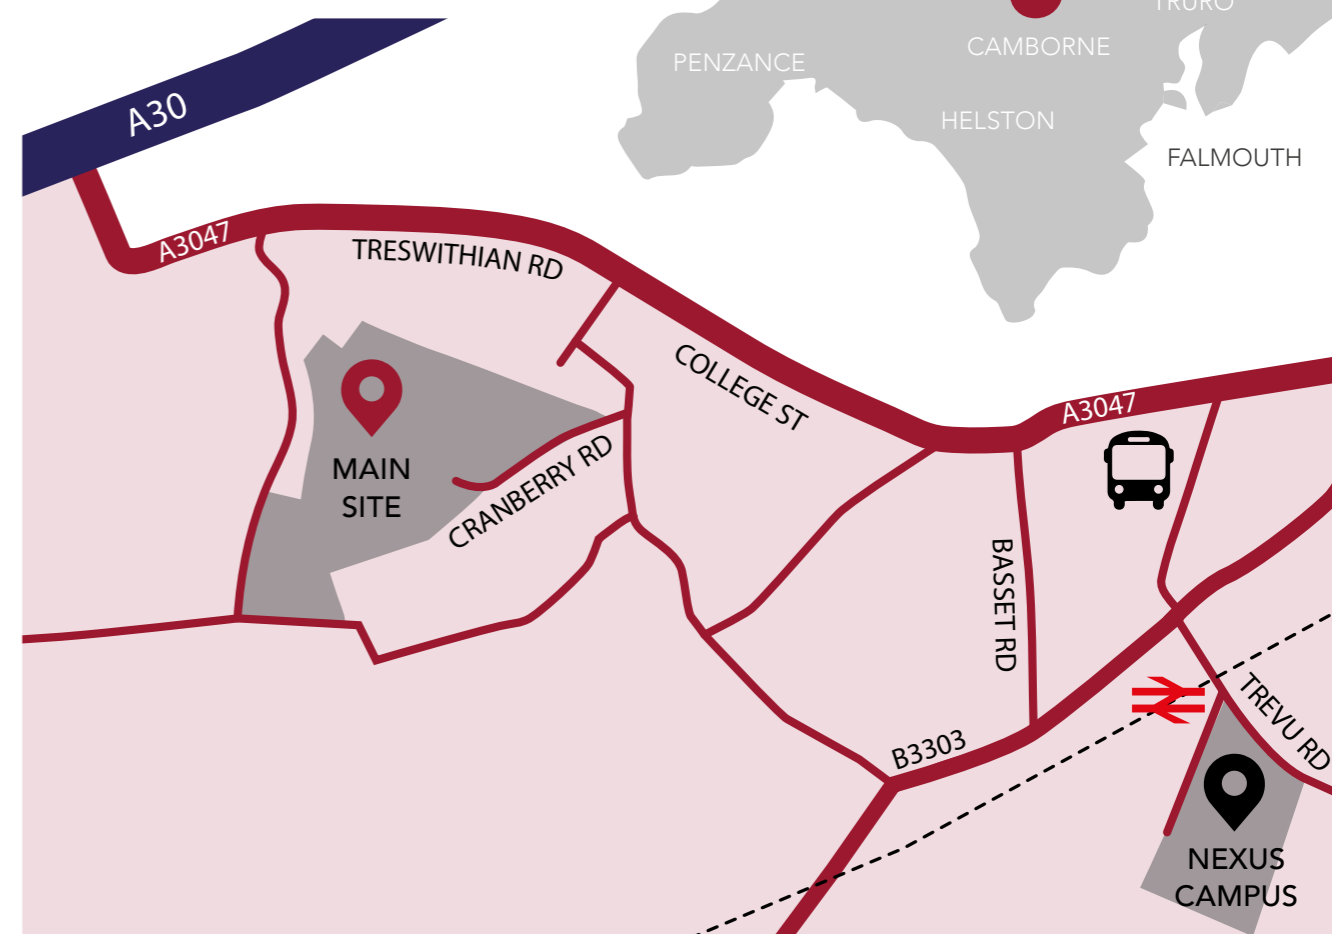 TRURO
CAMBORNE
PENZANCE
HELSTON
FALMOUTH
A30
A3047
TRESWITHIAN RD
COLLEGE ST
A3047
MAIN
SITE
CRANBERRY RD
BASSET RD
TREVU RD
B3303
NEXUS
CAMPUS